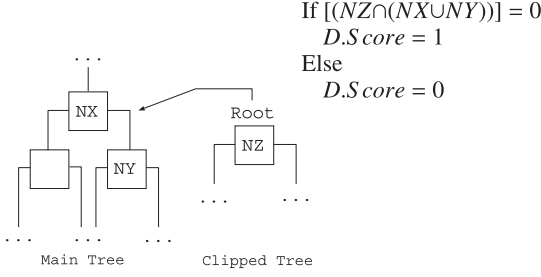 If [(NZ∩(NX∪NY))] = 0
D.Score = 1
Else
D.Score = 0
...
NX
Root
NZ
NY
... ...
... ... ...
Main Tree
Clipped Tree